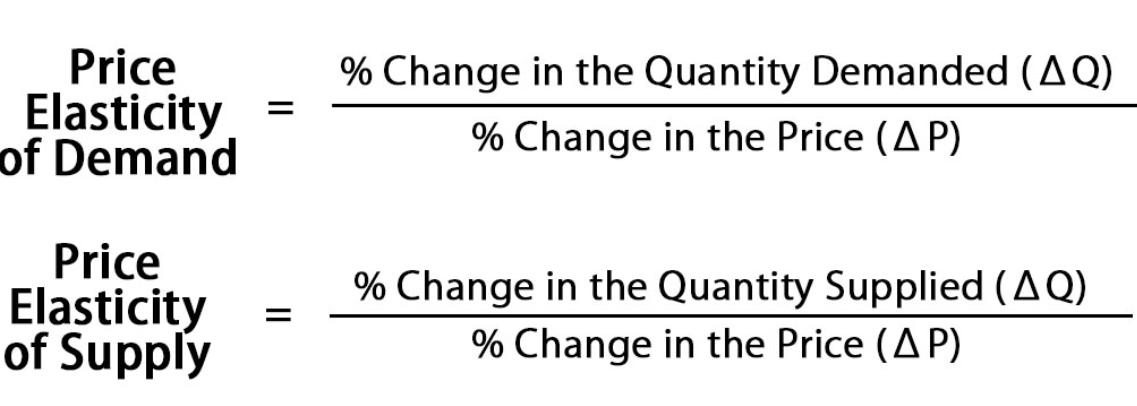 Price
Elasticity
of Demand
=
% Change in the Quantity Demanded (ΔQ)
% Change in the Price (ΔP)
Price
Elasticity
of Supply
=
% Change in the Quantity Supplied (ΔQ)
% Change in the Price (ΔP)